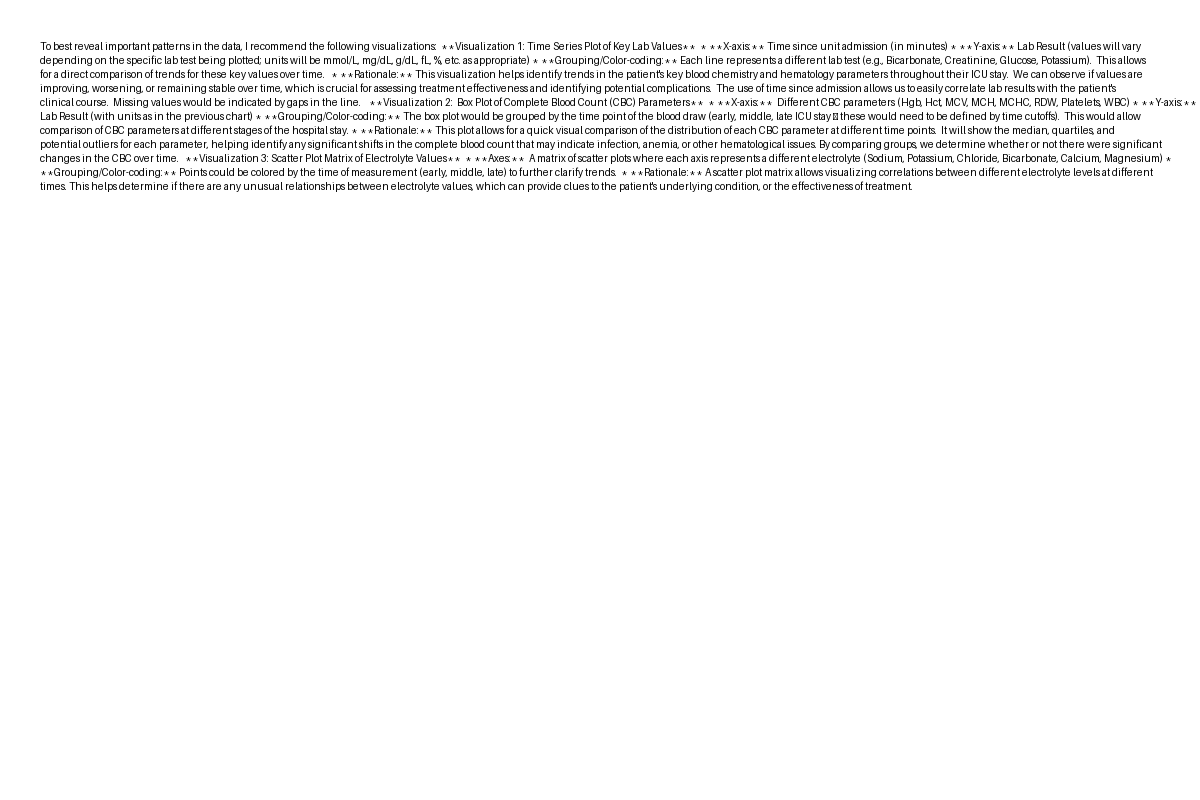 To best reveal important patterns in the data, I recommend the following visualizations:  **Visualization 1: Time Series Plot of Key Lab Values**  * **X-axis:** Time since unit admission (in minutes) * **Y-axis:** Lab Result (values will vary
depending on the specific lab test being plotted; units will be mmol/L, mg/dL, g/dL, fL, %, etc. as appropriate) * **Grouping/Color-coding:** Each line represents a different lab test (e.g., Bicarbonate, Creatinine, Glucose, Potassium).  This allows
for a direct comparison of trends for these key values over time.   * **Rationale:** This visualization helps identify trends in the patient's key blood chemistry and hematology parameters throughout their ICU stay.  We can observe if values are
improving, worsening, or remaining stable over time, which is crucial for assessing treatment effectiveness and identifying potential complications.  The use of time since admission allows us to easily correlate lab results with the patient's
clinical course.  Missing values would be indicated by gaps in the line.   **Visualization 2:  Box Plot of Complete Blood Count (CBC) Parameters**  * **X-axis:**  Different CBC parameters (Hgb, Hct, MCV, MCH, MCHC, RDW, Platelets, WBC) * **Y-axis:**
Lab Result (with units as in the previous chart) * **Grouping/Color-coding:** The box plot would be grouped by the time point of the blood draw (early, middle, late ICU stay these would need to be defined by time cutoffs).  This would allow
comparison of CBC parameters at different stages of the hospital stay. * **Rationale:** This plot allows for a quick visual comparison of the distribution of each CBC parameter at different time points.  It will show the median, quartiles, and
potential outliers for each parameter, helping identify any significant shifts in the complete blood count that may indicate infection, anemia, or other hematological issues. By comparing groups, we determine whether or not there were significant
changes in the CBC over time.   **Visualization 3: Scatter Plot Matrix of Electrolyte Values**  * **Axes:**  A matrix of scatter plots where each axis represents a different electrolyte (Sodium, Potassium, Chloride, Bicarbonate, Calcium, Magnesium) *
**Grouping/Color-coding:** Points could be colored by the time of measurement (early, middle, late) to further clarify trends.  * **Rationale:** A scatter plot matrix allows visualizing correlations between different electrolyte levels at different
times. This helps determine if there are any unusual relationships between electrolyte values, which can provide clues to the patient's underlying condition, or the effectiveness of treatment.